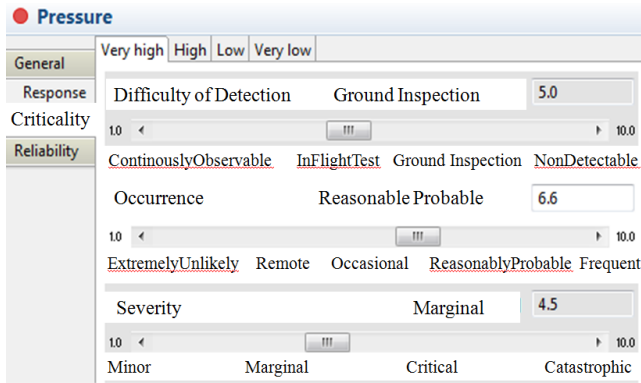 Pressure
Very high High Low Very low
General
Response
Criticality
Reliability
Difficulty of Detection Ground Inspection 5.0
1.0 10.0
ContinouslyObservable InFlightTest Ground Inspection NonDetectable
Occurrence Reasonable Probable 6.6
1.0 10.0
ExtremelyUnlikely Remote Occasional ReasonablyProbable Frequent
Severity Marginal 4.5
1.0 10.0
Minor Marginal Critical Catastrophic